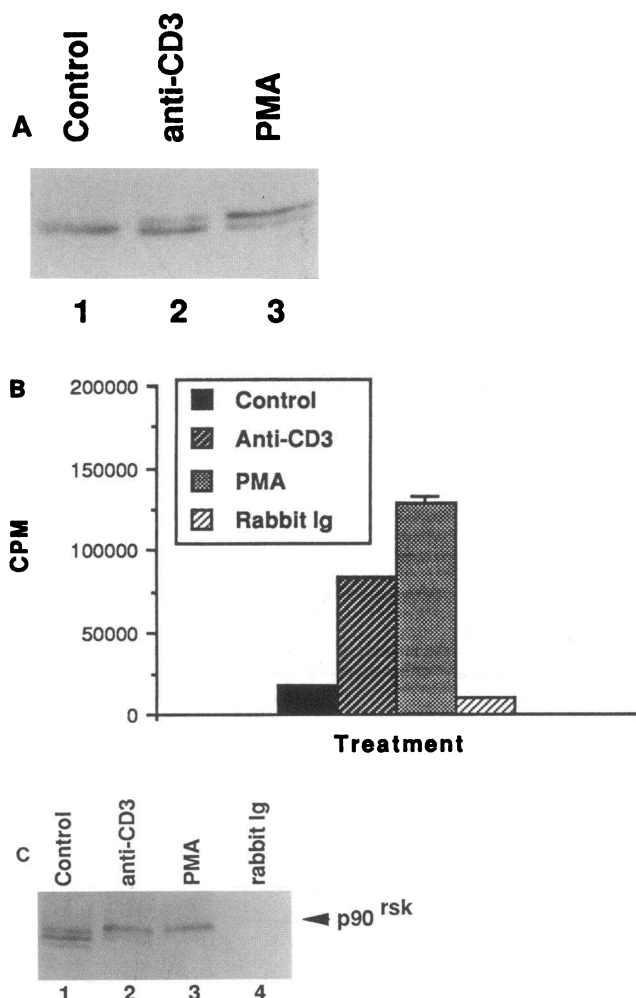 A
Control
anti-CD3
PMA
1 2 3
B
200000
150000
100000
50000
0
CPM
Control
Anti-CD3
PMA
Rabbit Ig
Treatment
C
Control
anti-CD3
PMA
rabbit Ig
p90 rsk
1 2 3 4